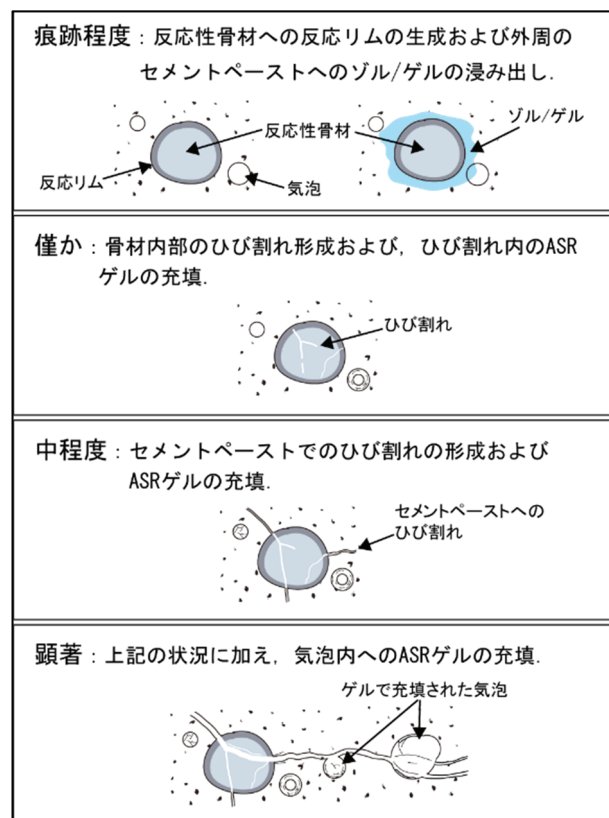 痕跡程度：反応性骨材への反応リムの生成および外周の
セメントペーストへのゾル/ゲルの浸み出し.
反応性骨材
ゾル/ゲル
反応リム
気泡
僅か：骨材内部のひび割れ形成および，ひび割れ内のASR
ゲルの充填.
ひび割れ
中程度：セメントペーストでのひび割れの形成および
ASRゲルの充填.
セメントペーストへの
ひび割れ
顕著：上記の状況に加え，気泡内へのASRゲルの充填.
ゲルで充填された気泡